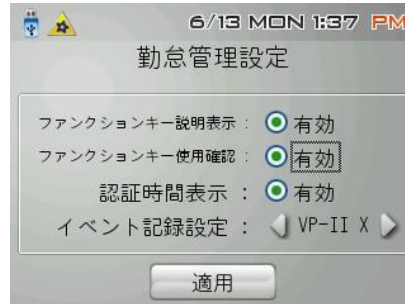 6/13 MON 1:37 PM
勤怠管理設定
ファンクションキー説明表示 : 有効
ファンクションキー使用確認 : 有効
認証時間表示 : 有効
イベント記録設定 : VP-II X
適用